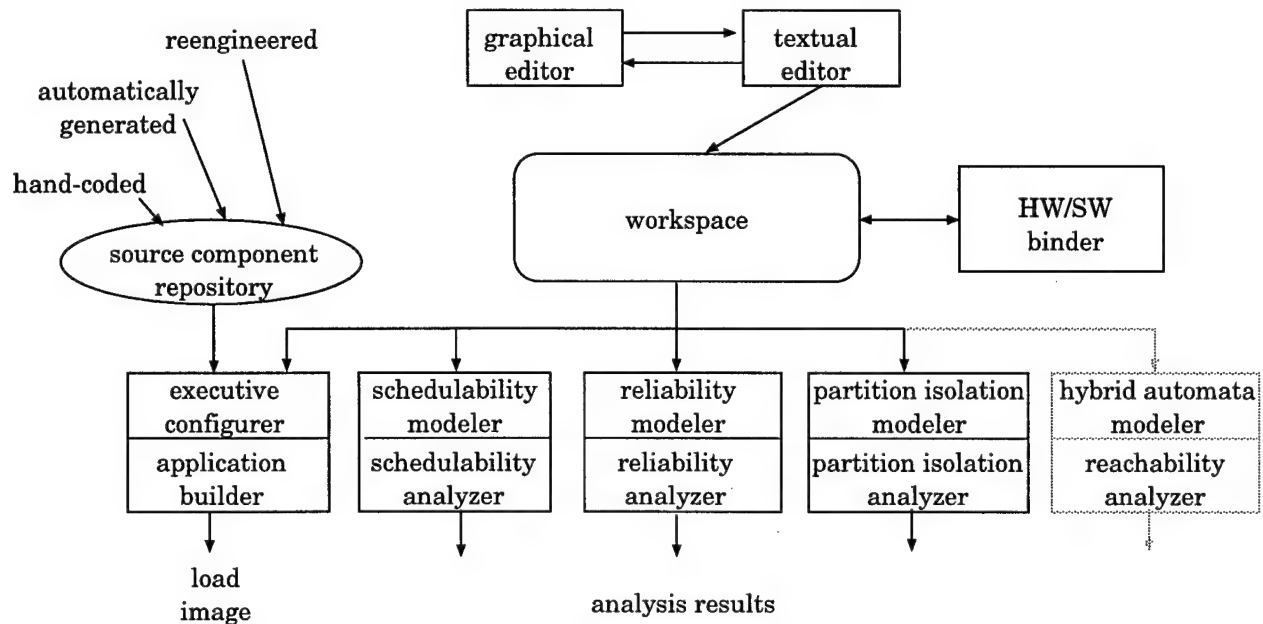 reengineered
automatically
generated
hand-coded
source component
repository
graphical
editor
textual
editor
workspace
HW/SW
binder
executive
configurer
application
builder
schedulability
modeler
schedulability
analyzer
reliability
modeler
reliability
analyzer
partition isolation
modeler
partition isolation
analyzer
hybrid automata
modeler
reachability
analyzer
load
image
analysis results